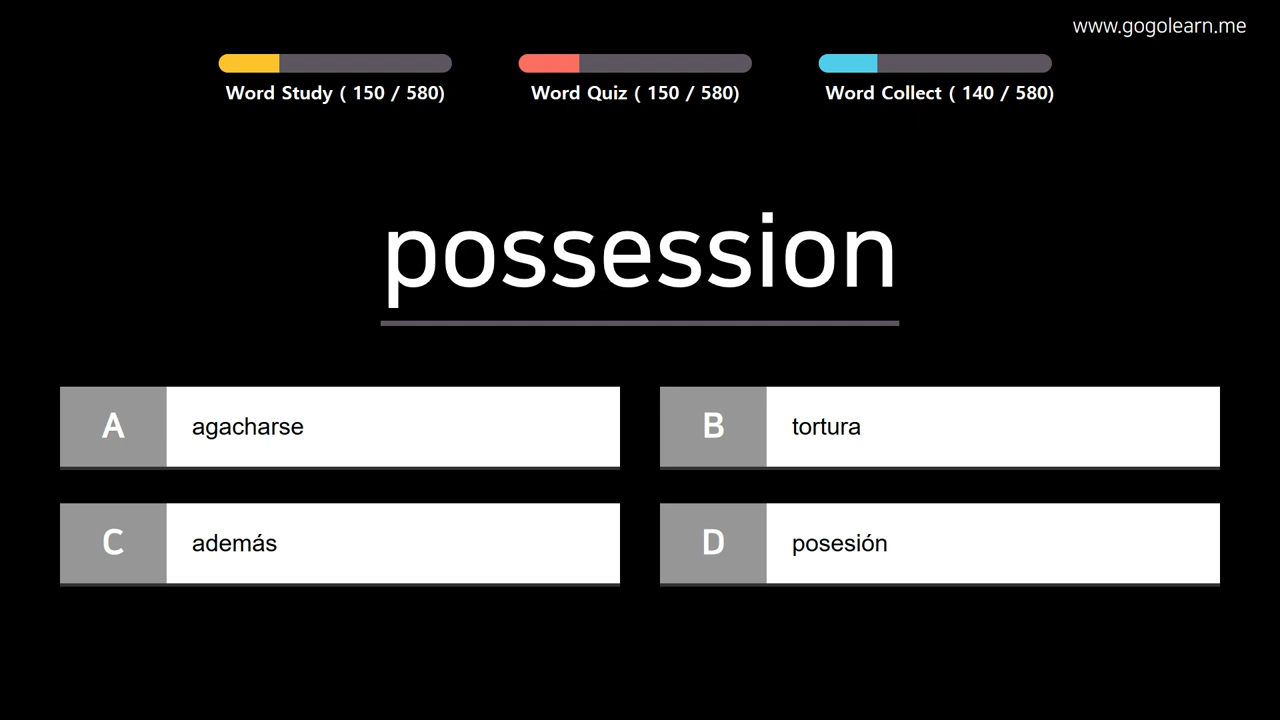 www.gogolearn.me
Word Study ( 150 / 580)
Word Quiz ( 150 / 580)
Word Collect ( 140 / 580)
possession
A agacharse
B tortura
C además
D posesión